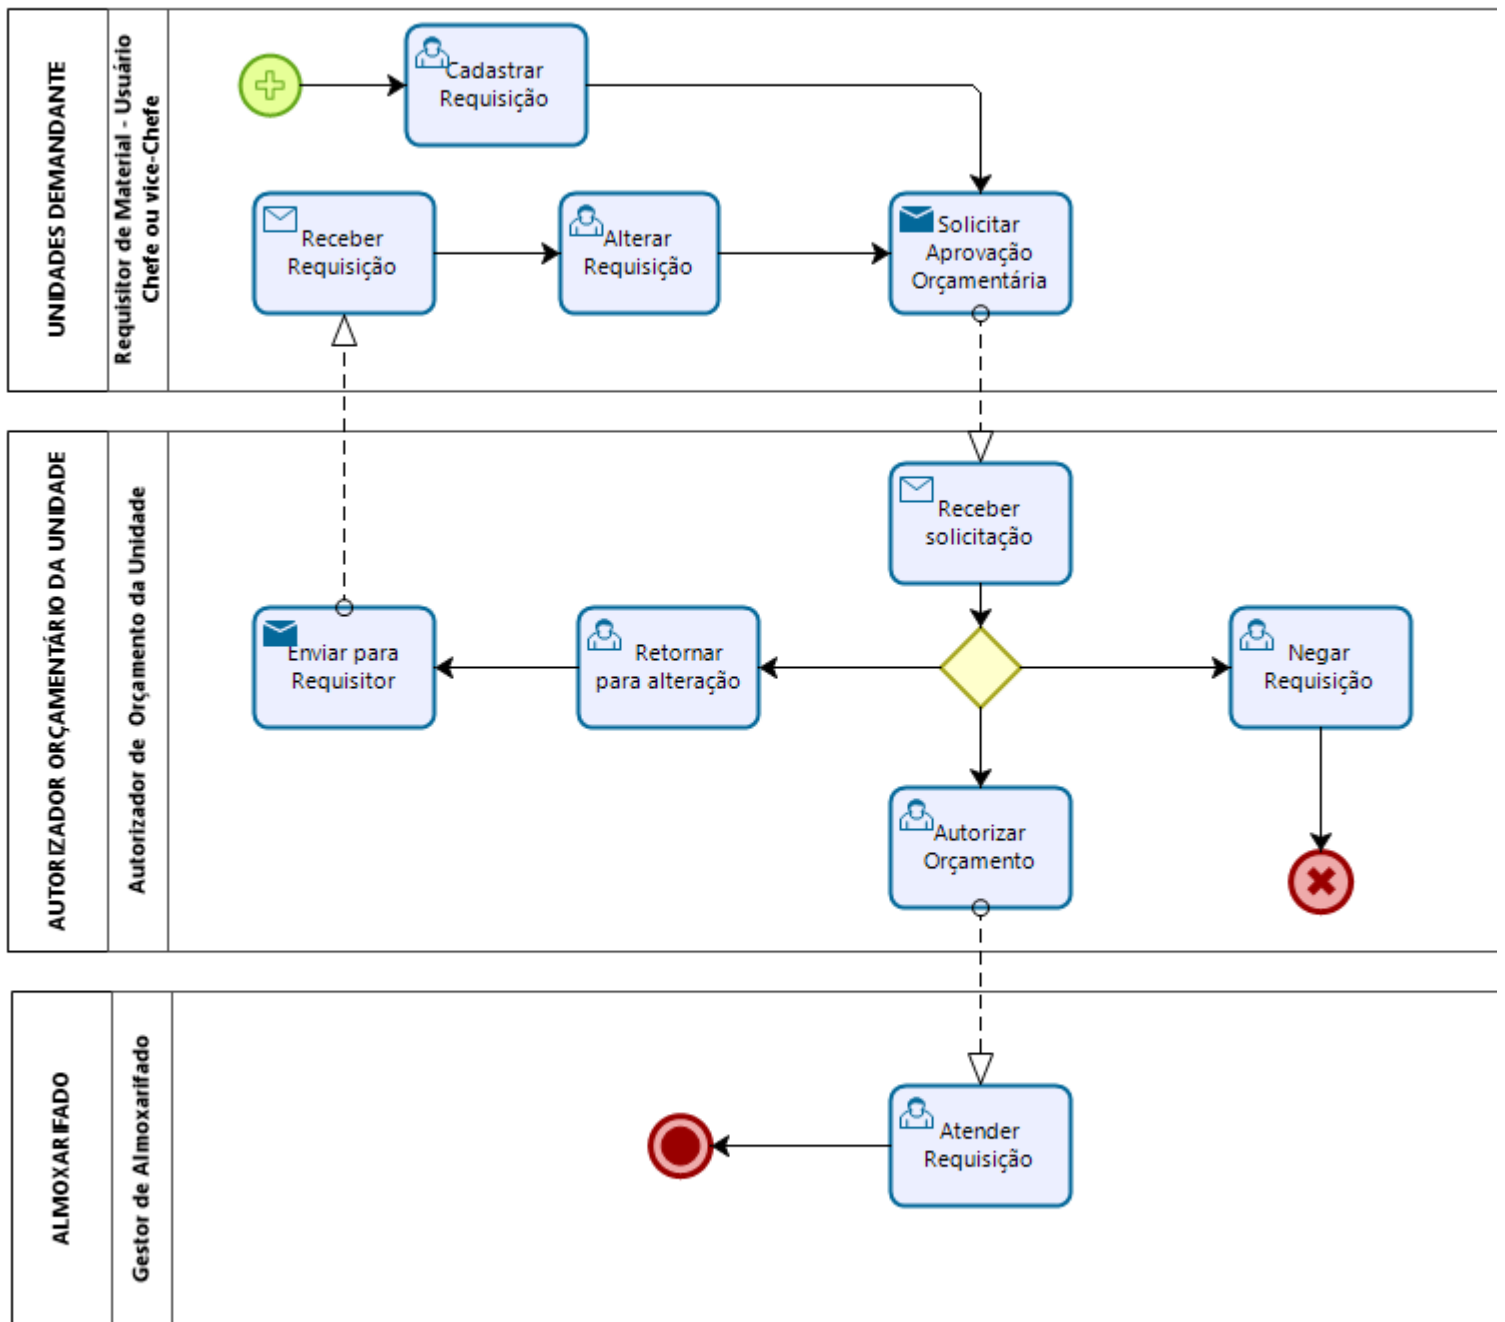 UNIDADES DEMANDANTE
Requisitor de Material - Usuário
Chefe ou vice-Chefe
Cadastrar
Requisição
Receber
Requisição
Alterar
Requisição
Solicitar
Aprovação
Orçamentária
AUTORIZADOR ORÇAMENTÁRIO DA UNIDADE
Autorizador de Orçamento da Unidade
Receber
solicitação
Enviar para
Requisitor
Retornar
para alteração
Negar
Requisição
Autorizar
Orçamento
ALMOXARIFADO
Gestor de Almoxarifado
Atender
Requisição